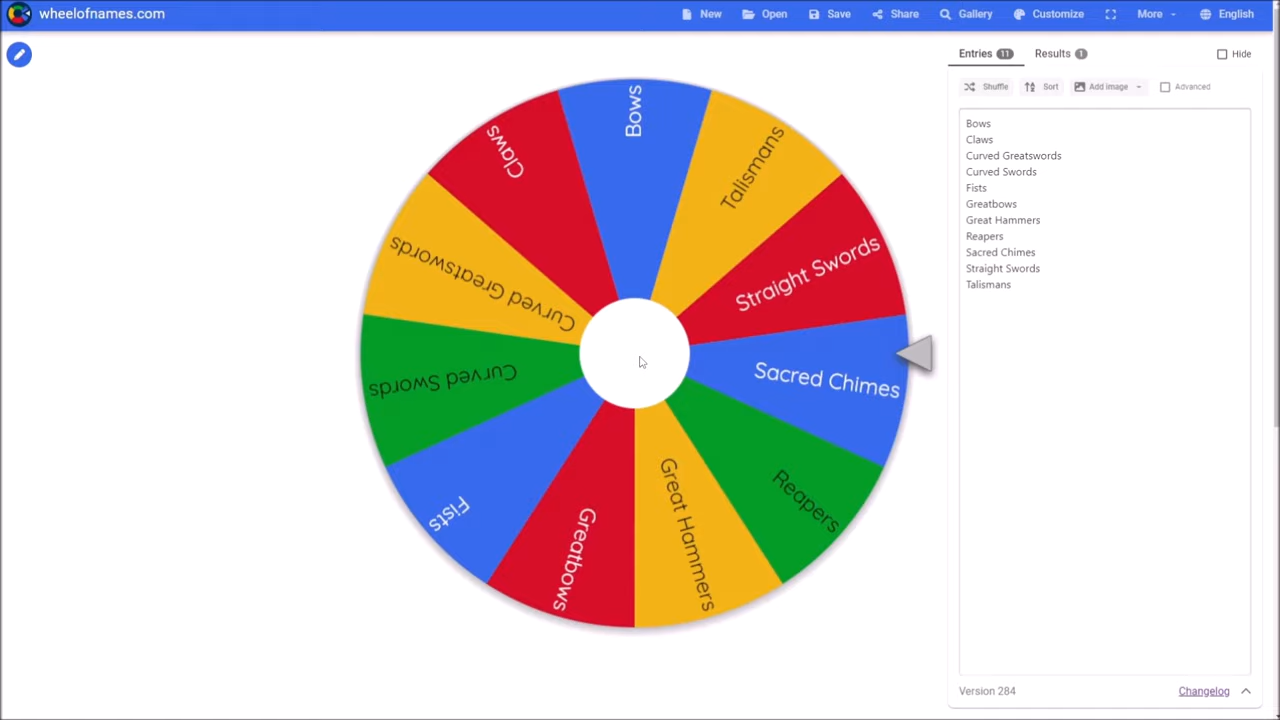 wheelofnames.com
New
Open
Save
Share
Gallery
Customize
More
English
Entries 11
Results 1
Hide
Shuffle
Sort
Add image
Advanced
Bows
Claws
Curved Greatswords
Curved Swords
Fists
Greatbows
Great Hammers
Reapers
Sacred Chimes
Straight Swords
Talismans
Bows
Talismans
Straight Swords
Sacred Chimes
Reapers
Great Hammers
Greatbows
Fists
Curved Swords
Curved Greatswords
Claws
Version 284
Changelog